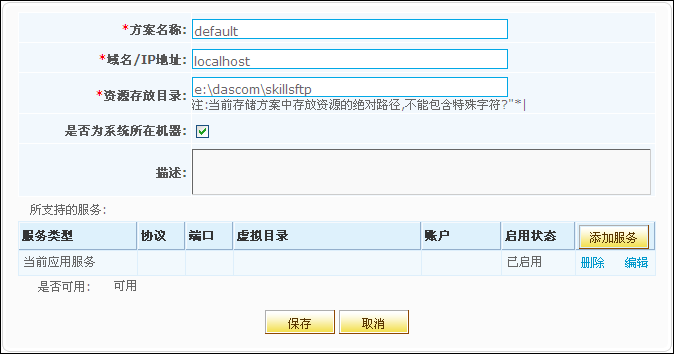 *方案名称: default
*域名/IP地址: localhost
*资源存放目录: e:\dascom\skillsftp
注:当前存储方案中存放资源的绝对路径,不能包含特殊字符?"*|
是否为系统所在机器:
描述:
所支持的服务:
服务类型 协议 端口 虚拟目录 账户 启用状态 添加服务
当前应用服务 已启用 删除 编辑
是否可用: 可用
保存 取消